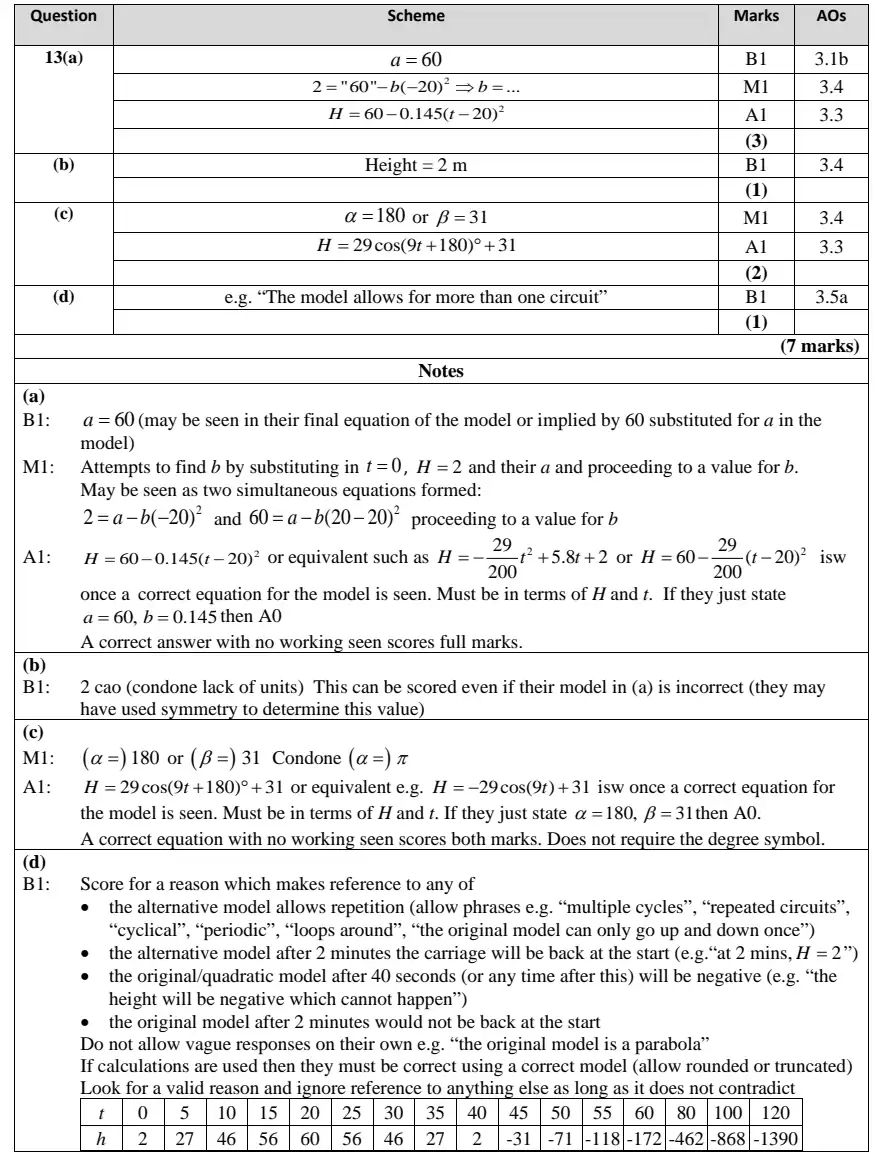 Question Scheme Marks AOs
13(a) a = 60 B1 3.1b
2 = "60"−b(−20)² ⇒ b = ... M1 3.4
H = 60 − 0.145(t − 20)² A1 3.3
(3)
(b) Height = 2 m B1 3.4
(1)
(c) α = 180 or β = 31 M1 3.4
H = 29cos(9t + 180)° + 31 A1 3.3
(2)
(d) e.g. “The model allows for more than one circuit” B1 3.5a
(1)
(7 marks)
Notes
(a)
B1: a = 60 (may be seen in their final equation of the model or implied by 60 substituted for a in the
model)
M1: Attempts to find b by substituting in t = 0, H = 2 and their a and proceeding to a value for b.
May be seen as two simultaneous equations formed:
2 = a − b(−20)² and 60 = a − b(20 − 20)² proceeding to a value for b
A1: H = 60 − 0.145(t − 20)² or equivalent such as H = −29/200 t² + 5.8t + 2 or H = 60 − 29/200 (t − 20)² isw
once a correct equation for the model is seen. Must be in terms of H and t. If they just state
a = 60, b = 0.145 then A0
A correct answer with no working seen scores full marks.
(b)
B1: 2 cao (condone lack of units) This can be scored even if their model in (a) is incorrect (they may
have used symmetry to determine this value)
(c)
M1: (α =) 180 or (β =) 31 Condone (α =) π
A1: H = 29cos(9t + 180)° + 31 or equivalent e.g. H = −29cos(9t) + 31 isw once a correct equation for
the model is seen. Must be in terms of H and t. If they just state α = 180, β = 31 then A0.
A correct equation with no working seen scores both marks. Does not require the degree symbol.
(d)
B1: Score for a reason which makes reference to any of
• the alternative model allows repetition (allow phrases e.g. “multiple cycles”, “repeated circuits”,
“cyclical”, “periodic”, “loops around”, “the original model can only go up and down once”)
• the alternative model after 2 minutes the carriage will be back at the start (e.g.“at 2 mins, H = 2”)
• the original/quadratic model after 40 seconds (or any time after this) will be negative (e.g. “the
height will be negative which cannot happen”)
• the original model after 2 minutes would not be back at the start
Do not allow vague responses on their own e.g. “the original model is a parabola”
If calculations are used then they must be correct using a correct model (allow rounded or truncated)
Look for a valid reason and ignore reference to anything else as long as it does not contradict
t 0 5 10 15 20 25 30 35 40 45 50 55 60 80 100 120
h 2 27 46 56 60 56 46 27 2 -31 -71 -118 -172 -462 -868 -1390